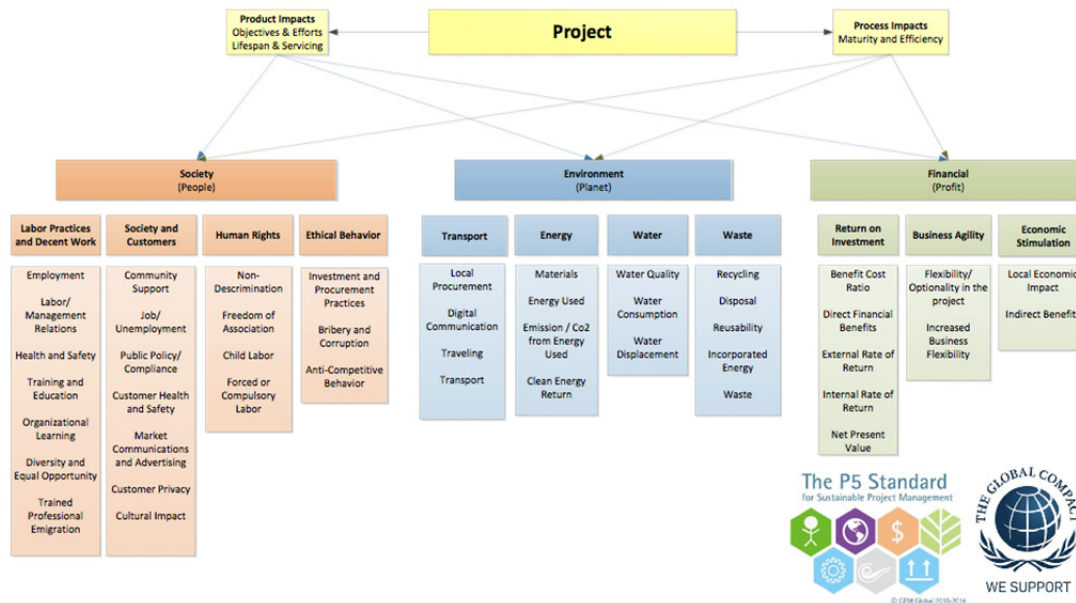 Product Impacts
Objectives & Efforts
Lifespan & Servicing
Project
Process Impacts
Maturity and Efficiency
Society
(People)
Environment
(Planet)
Financial
(Profit)
Labor Practices
and Decent Work
Employment
Labor/
Management
Relations
Health and Safety
Training and
Education
Organizational
Learning
Diversity and
Equal Opportunity
Trained
Professional
Emigration
Society and
Customers
Community
Support
Job/
Unemployment
Public Policy/
Compliance
Customer Health
and Safety
Market
Communications
and Advertising
Customer Privacy
Cultural Impact
Human Rights
Non-
Descrimination
Freedom of
Association
Child Labor
Forced or
Compulsory
Labor
Ethical Behavior
Investment and
Procurement
Practices
Bribery and
Corruption
Anti-Competitive
Behavior
Transport
Local
Procurement
Digital
Communication
Traveling
Transport
Energy
Materials
Energy Used
Emission / Co2
from Energy
Used
Clean Energy
Return
Water
Water Quality
Water
Consumption
Water
Displacement
Waste
Recycling
Disposal
Reusability
Incorporated
Energy
Waste
Return on
Investment
Benefit Cost
Ratio
Direct Financial
Benefits
External Rate of
Return
Internal Rate of
Return
Net Present
Value
Business Agility
Flexibility/
Optionality in the
project
Increased
Business
Flexibility
Economic
Stimulation
Local Economic
Impact
Indirect Benefits
The P5 Standard
for Sustainable Project Management
$
© GPM Global 2010-2014
THE GLOBAL COMPACT
WE SUPPORT